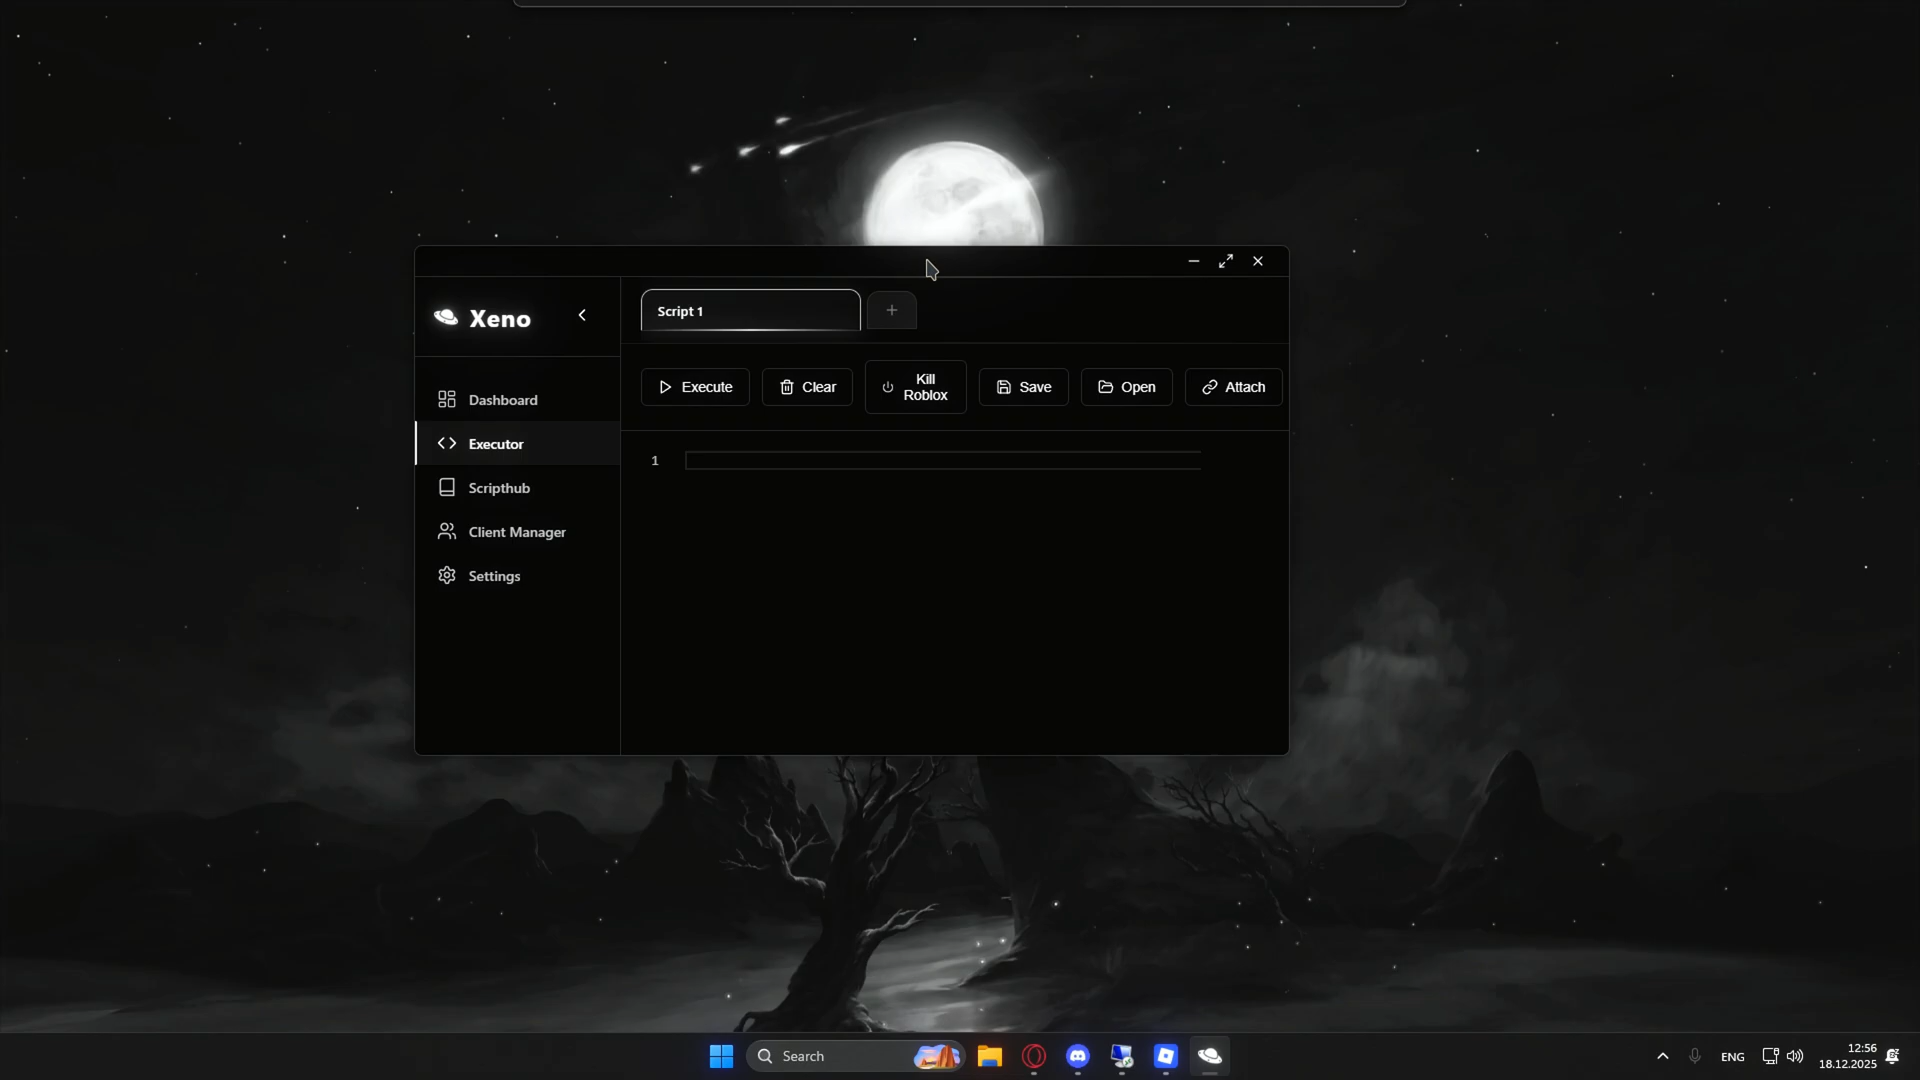 Xeno
Script 1
+
Execute
Clear
Kill
Roblox
Save
Open
Attach
Dashboard
Executor
Scripthub
Client Manager
Settings
1
Search
ENG
12:56
18.12.2025